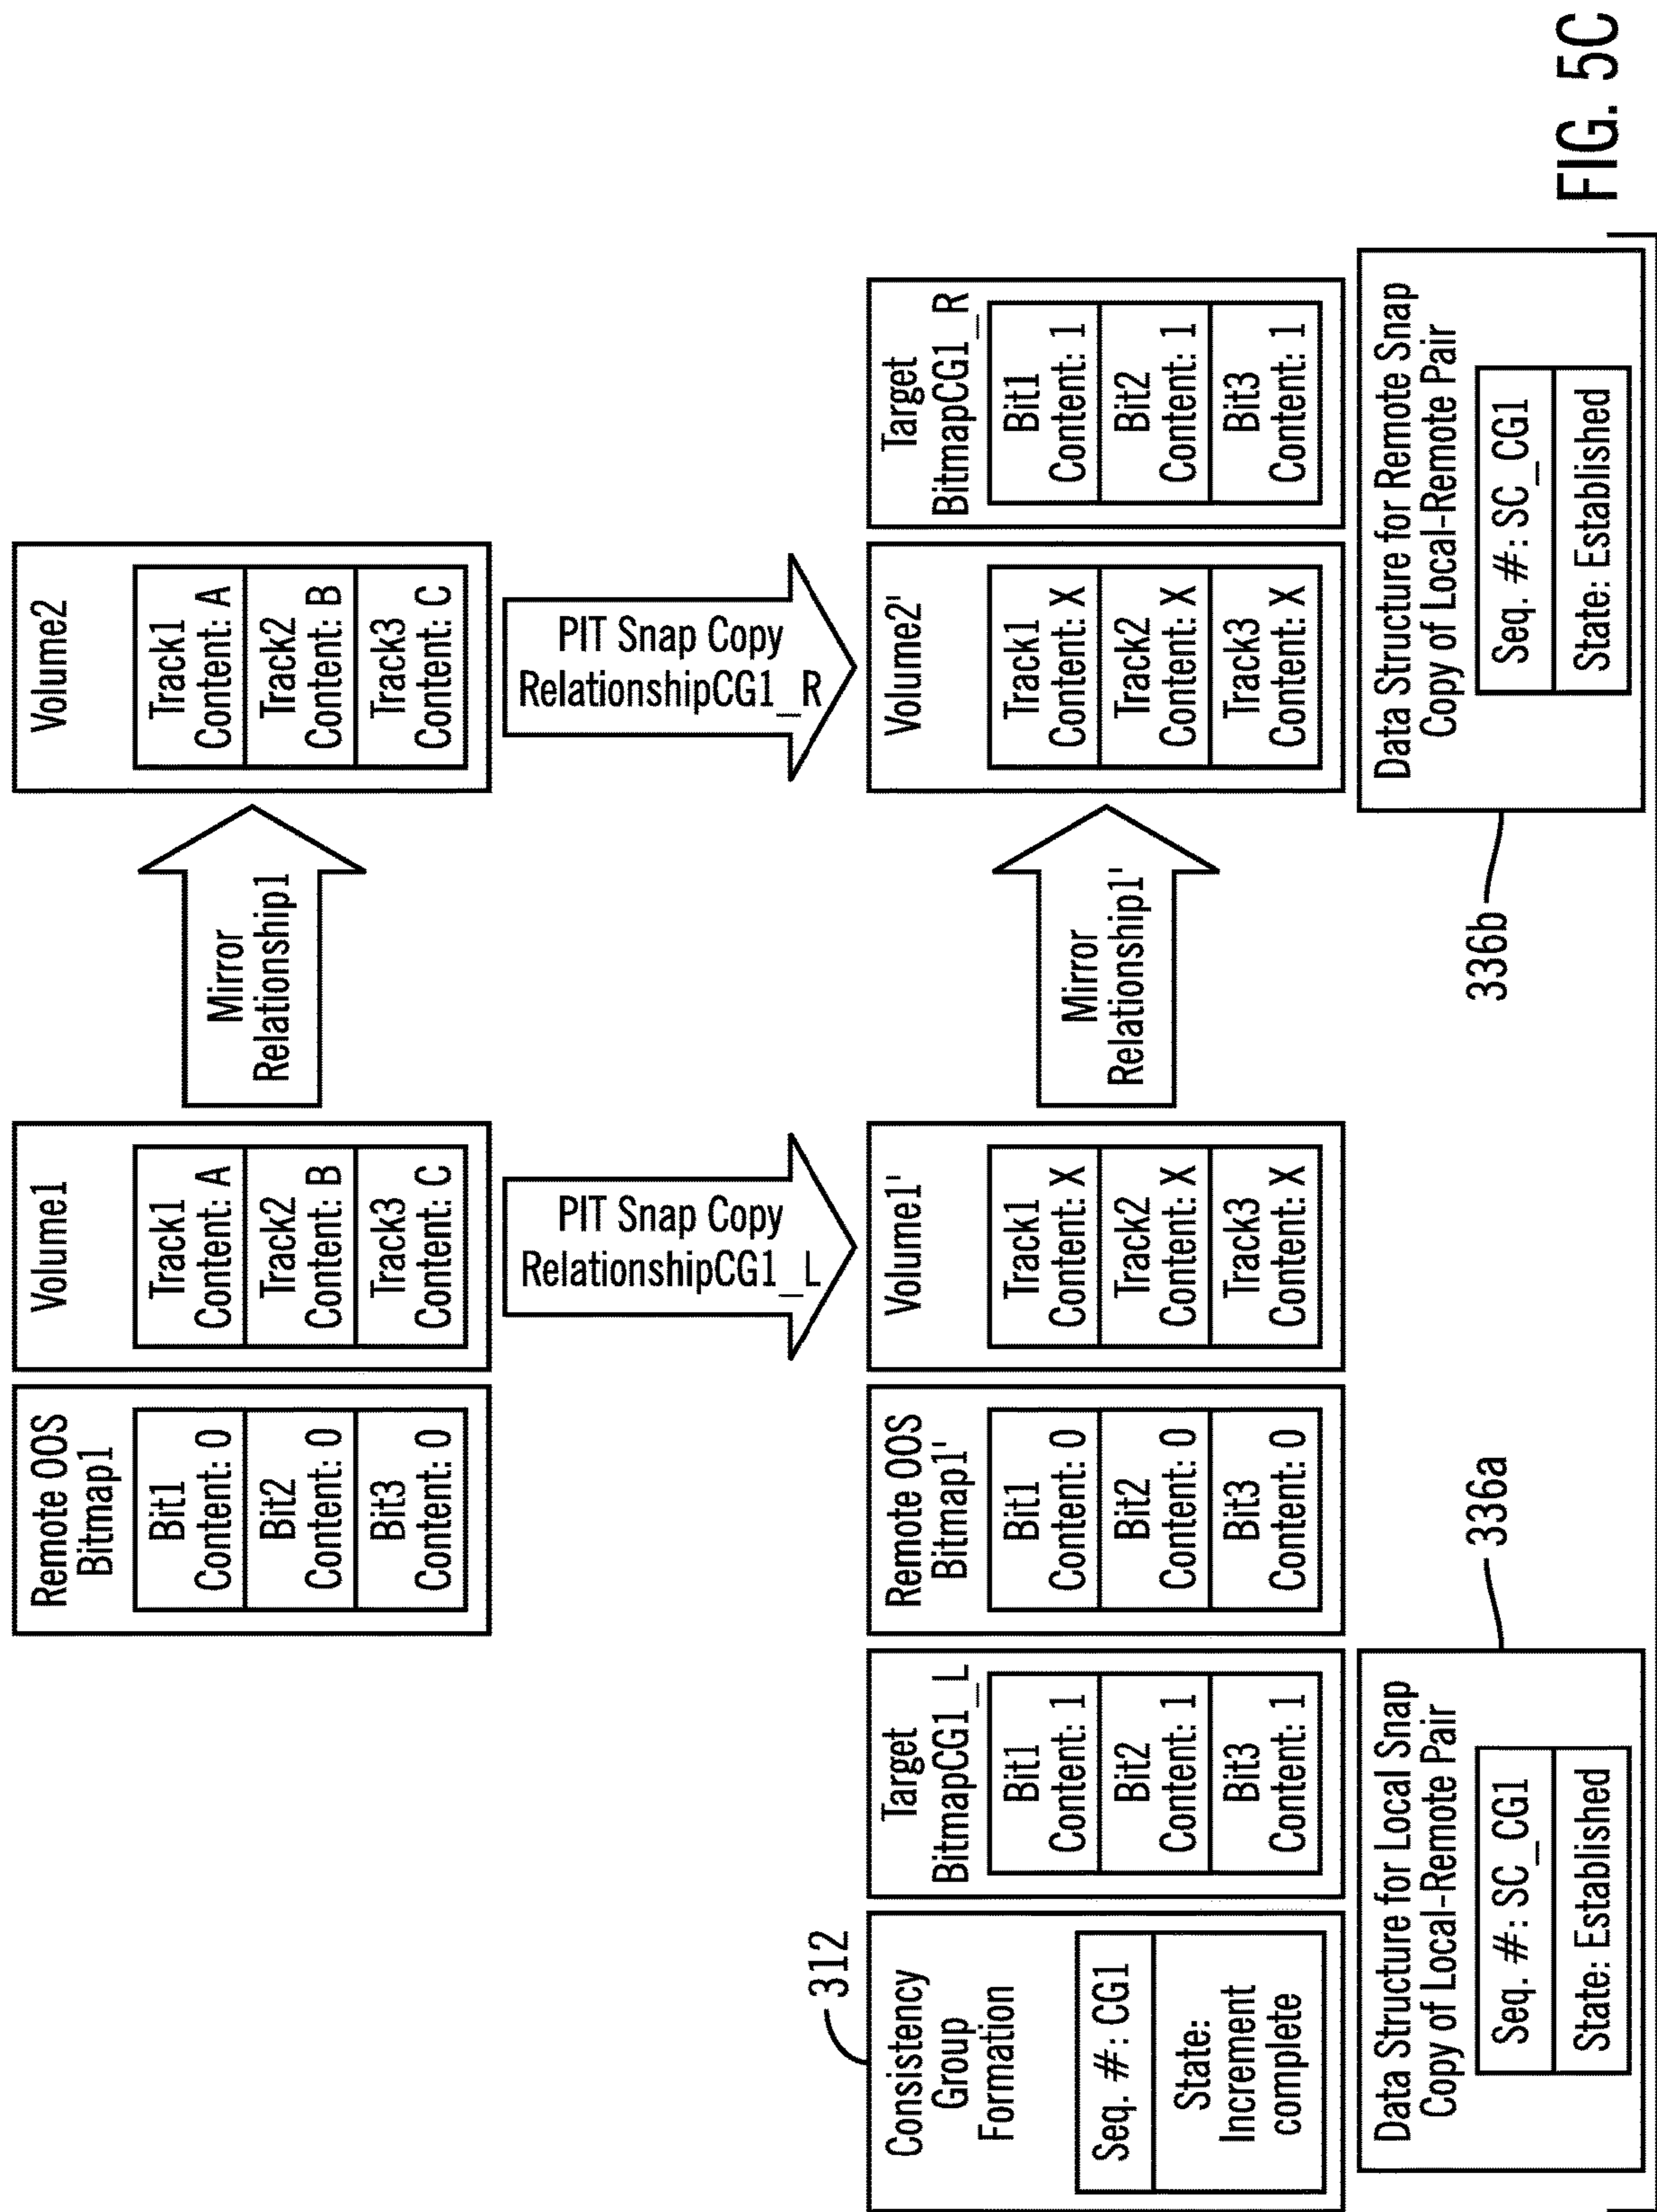 Remote OOS
Bitmap1
Bit1
Content: 0
Bit2
Content: 0
Bit3
Content: 0
Volume1
Track1
Content: A
Track2
Content: B
Track3
Content: C
Mirror
Relationship1
Volume2
Track1
Content: A
Track2
Content: B
Track3
Content: C
PIT Snap Copy
RelationshipCG1_L
PIT Snap Copy
RelationshipCG1_R
312
Consistency
Group
Formation
Seq. #: CG1
State:
Increment
complete
Target
BitmapCG1_L
Bit1
Content: 1
Bit2
Content: 1
Bit3
Content: 1
Remote OOS
Bitmap1'
Bit1
Content: 0
Bit2
Content: 0
Bit3
Content: 0
Volume1'
Track1
Content: X
Track2
Content: X
Track3
Content: X
Mirror
Relationship1'
Volume2'
Track1
Content: X
Track2
Content: X
Track3
Content: X
Target
BitmapCG1_R
Bit1
Content: 1
Bit2
Content: 1
Bit3
Content: 1
Data Structure for Local Snap
Copy of Local-Remote Pair
Seq. #: SC_CG1
State: Established
336a
336b
Data Structure for Remote Snap
Copy of Local-Remote Pair
Seq. #: SC_CG1
State: Established
FIG. 5C